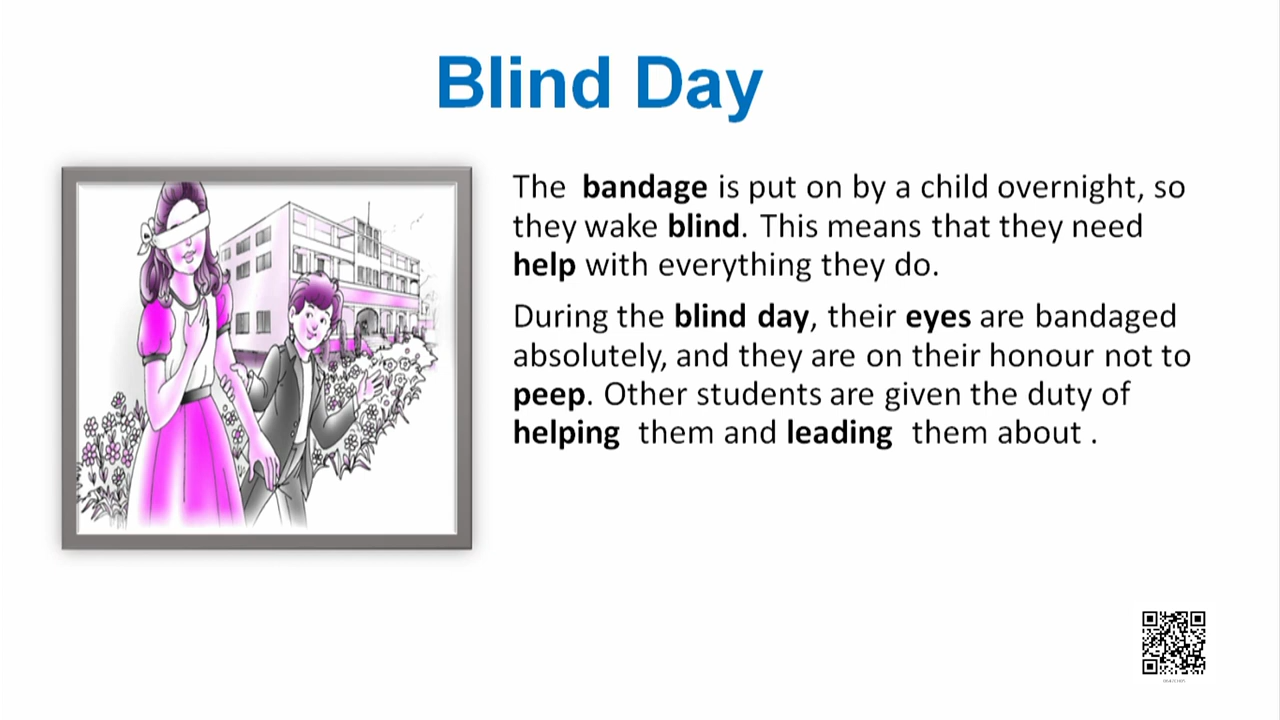 Blind Day
The bandage is put on by a child overnight, so
they wake blind. This means that they need
help with everything they do.
During the blind day, their eyes are bandaged
absolutely, and they are on their honour not to
peep. Other students are given the duty of
helping them and leading them about .